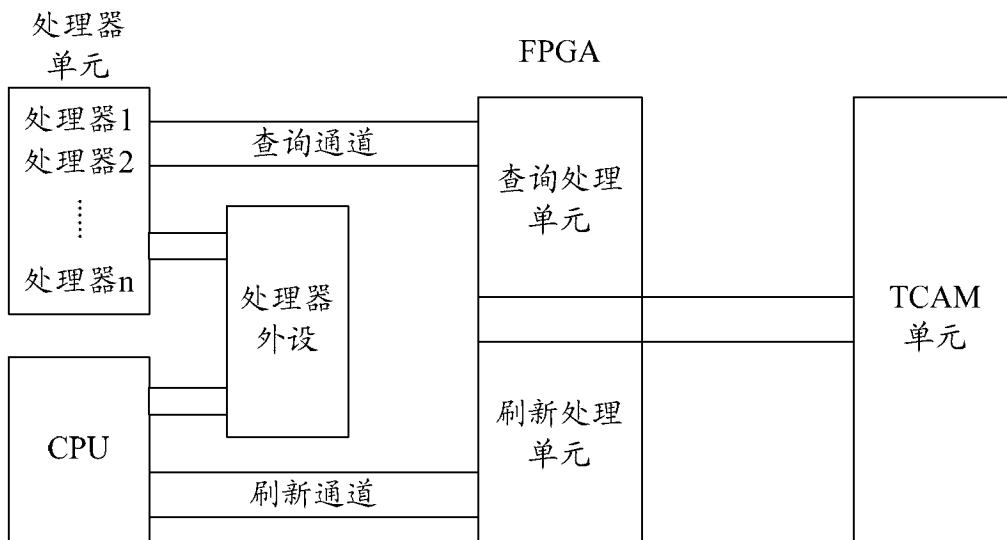 处理器
单元
处理器1
处理器2
……
处理器n
CPU
查询通道
处理器
外设
刷新通道
FPGA
查询处理
单元
刷新处理
单元
TCAM
单元